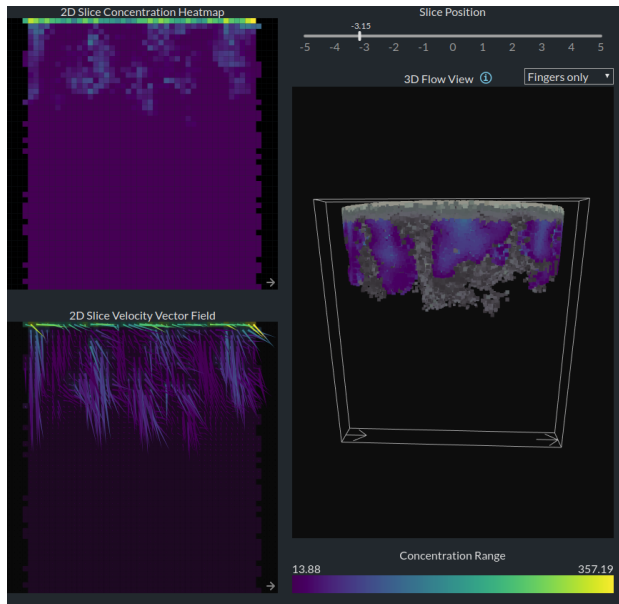 2D Slice Concentration Heatmap
2D Slice Velocity Vector Field
Slice Position
-3.15
-5 -4 -3 -2 -1 0 1 2 3 4 5
3D Flow View i Fingers only
Concentration Range
13.88 357.19